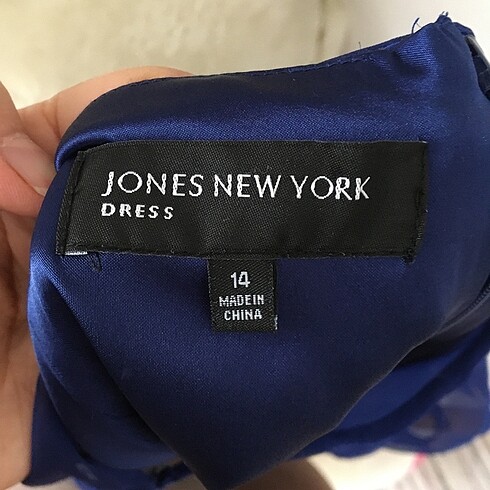 JONES NEW YORK
DRESS
14
MADE IN
CHINA